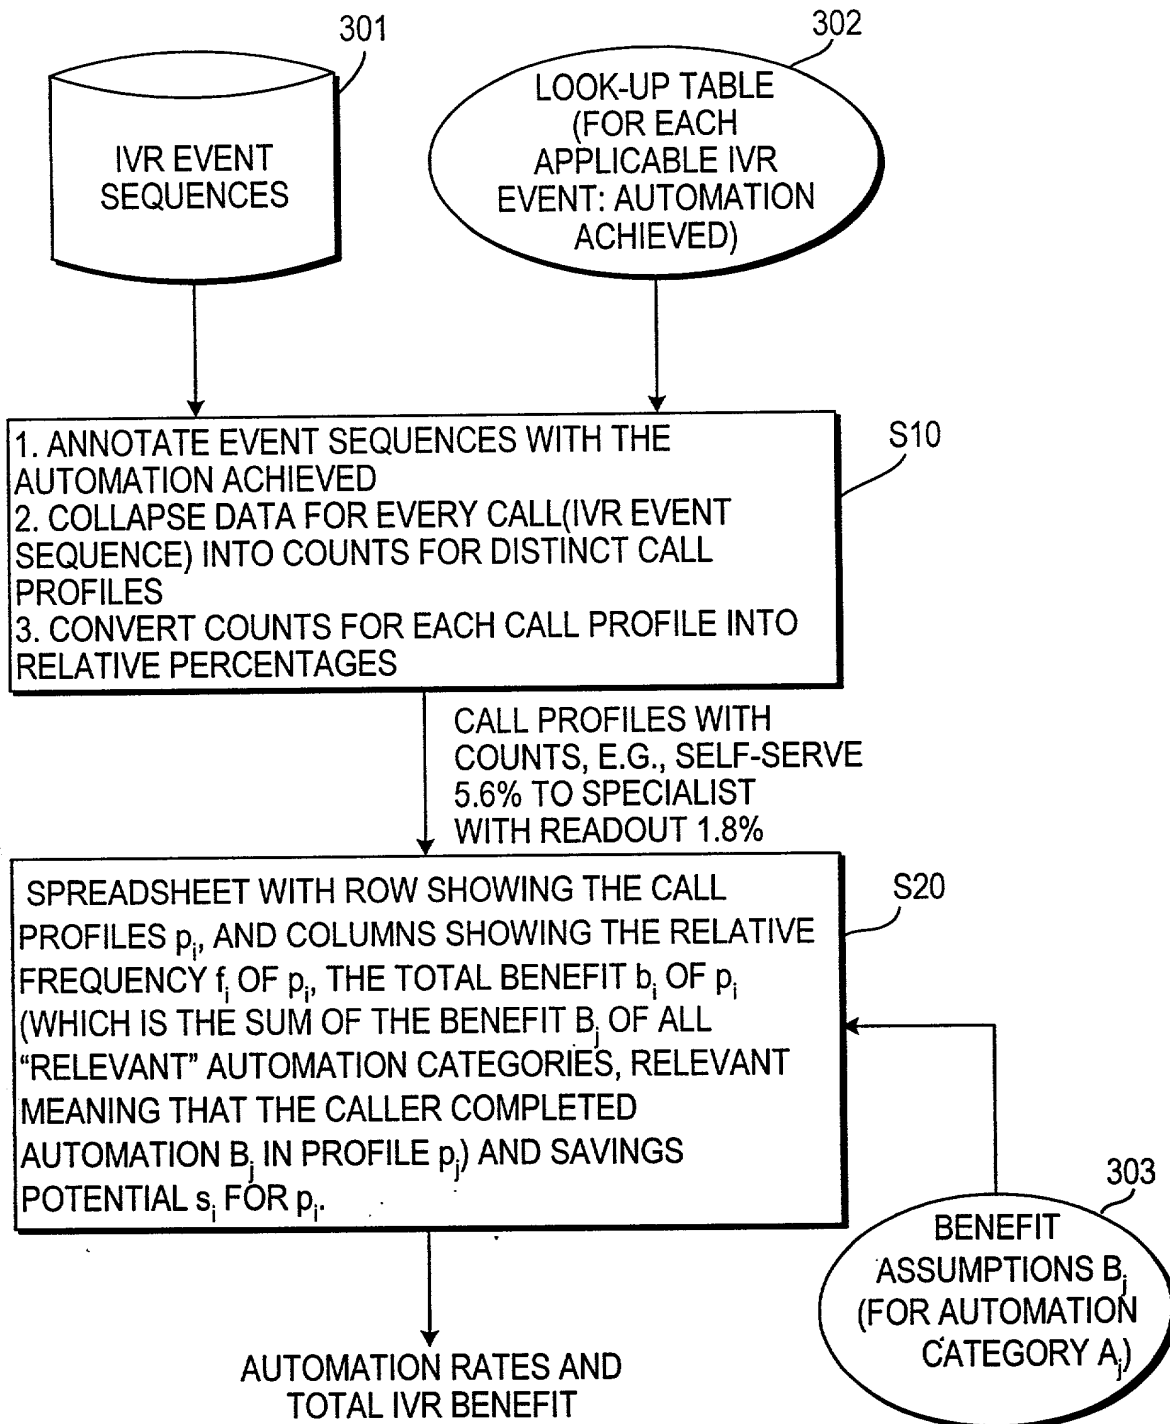 301
IVR EVENT
SEQUENCES
302
LOOK-UP TABLE
(FOR EACH
APPLICABLE IVR
EVENT: AUTOMATION
ACHIEVED)
1. ANNOTATE EVENT SEQUENCES WITH THE
AUTOMATION ACHIEVED
2. COLLAPSE DATA FOR EVERY CALL(IVR EVENT
SEQUENCE) INTO COUNTS FOR DISTINCT CALL
PROFILES
3. CONVERT COUNTS FOR EACH CALL PROFILE INTO
RELATIVE PERCENTAGES
S10
CALL PROFILES WITH
COUNTS, E.G., SELF-SERVE
5.6% TO SPECIALIST
WITH READOUT 1.8%
SPREADSHEET WITH ROW SHOWING THE CALL
PROFILES pi, AND COLUMNS SHOWING THE RELATIVE
FREQUENCY fi OF pi, THE TOTAL BENEFIT bi OF pi
(WHICH IS THE SUM OF THE BENEFIT Bj OF ALL
"RELEVANT" AUTOMATION CATEGORIES, RELEVANT
MEANING THAT THE CALLER COMPLETED
AUTOMATION Bj IN PROFILE pj) AND SAVINGS
POTENTIAL si FOR pi.
S20
303
BENEFIT
ASSUMPTIONS Bj
(FOR AUTOMATION
CATEGORY Aj)
AUTOMATION RATES AND
TOTAL IVR BENEFIT